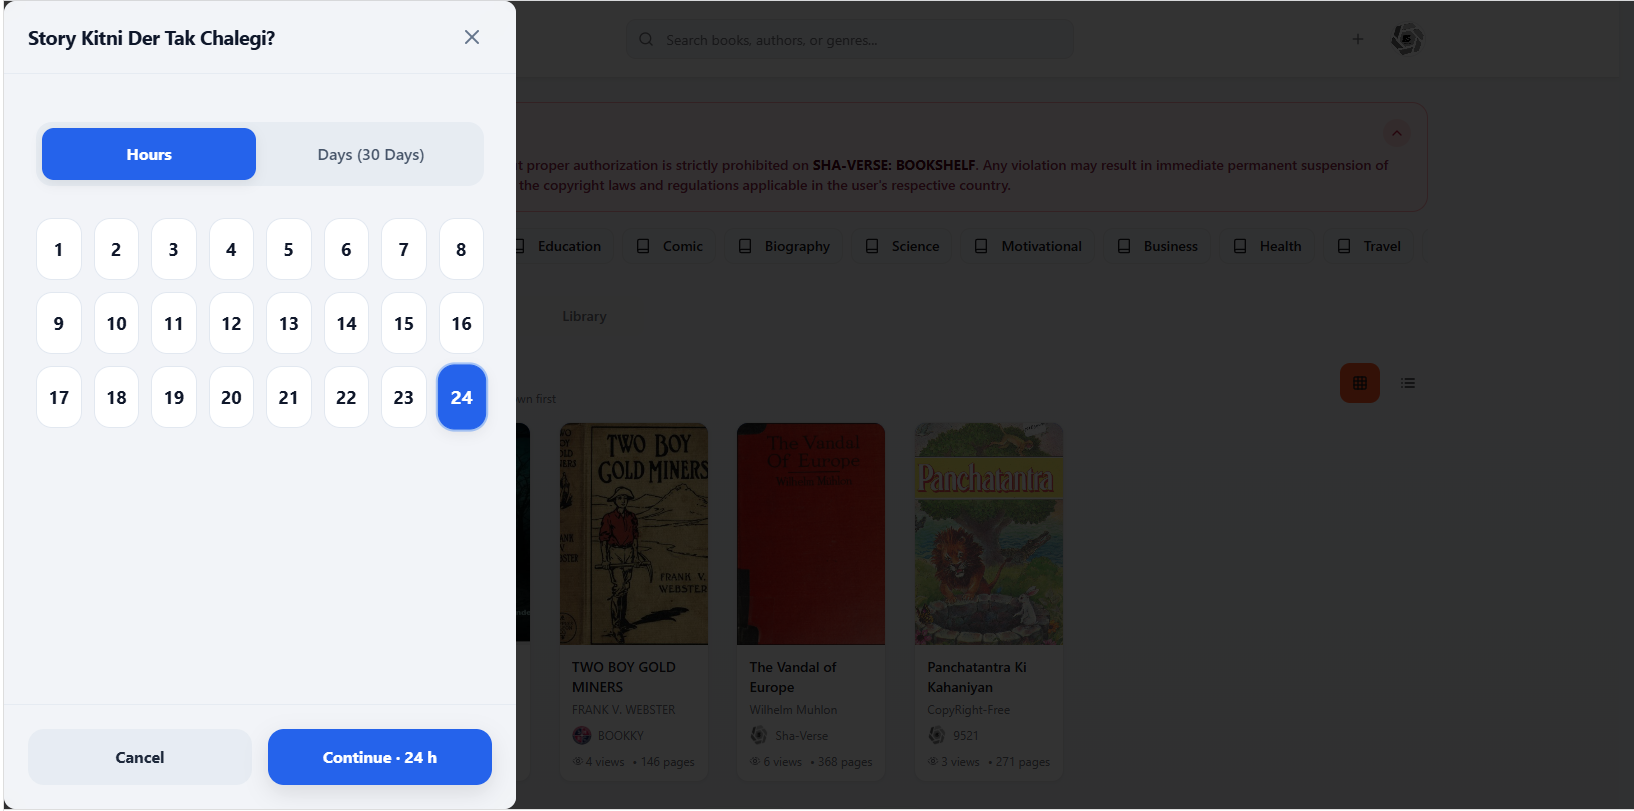 Story Kitni Der Tak Chalegi?
Search books, authors, or genres...
Hours
Days (30 Days)
t proper authorization is strictly prohibited on SHA-VERSE: BOOKSHELF. Any violation may result in immediate permanent suspension of
the copyright laws and regulations applicable in the user's respective country.
1 2 3 4 5 6 7 8
Education Comic Biography Science Motivational Business Health Travel
9 10 11 12 13 14 15 16
Library
17 18 19 20 21 22 23 24
wn first
TWO BOY
GOLD MINERS
FRANK V.
WEBSTER
The Vandal
Of Europe
Wilhelm Muhlon
Panchatantra
TWO BOY GOLD
MINERS
FRANK V. WEBSTER
BOOKKY
4 views • 146 pages
The Vandal of
Europe
Wilhelm Muhlon
Sha-Verse
6 views • 368 pages
Panchatantra Ki
Kahaniyan
CopyRight-Free
9521
3 views • 271 pages
Cancel
Continue · 24 h